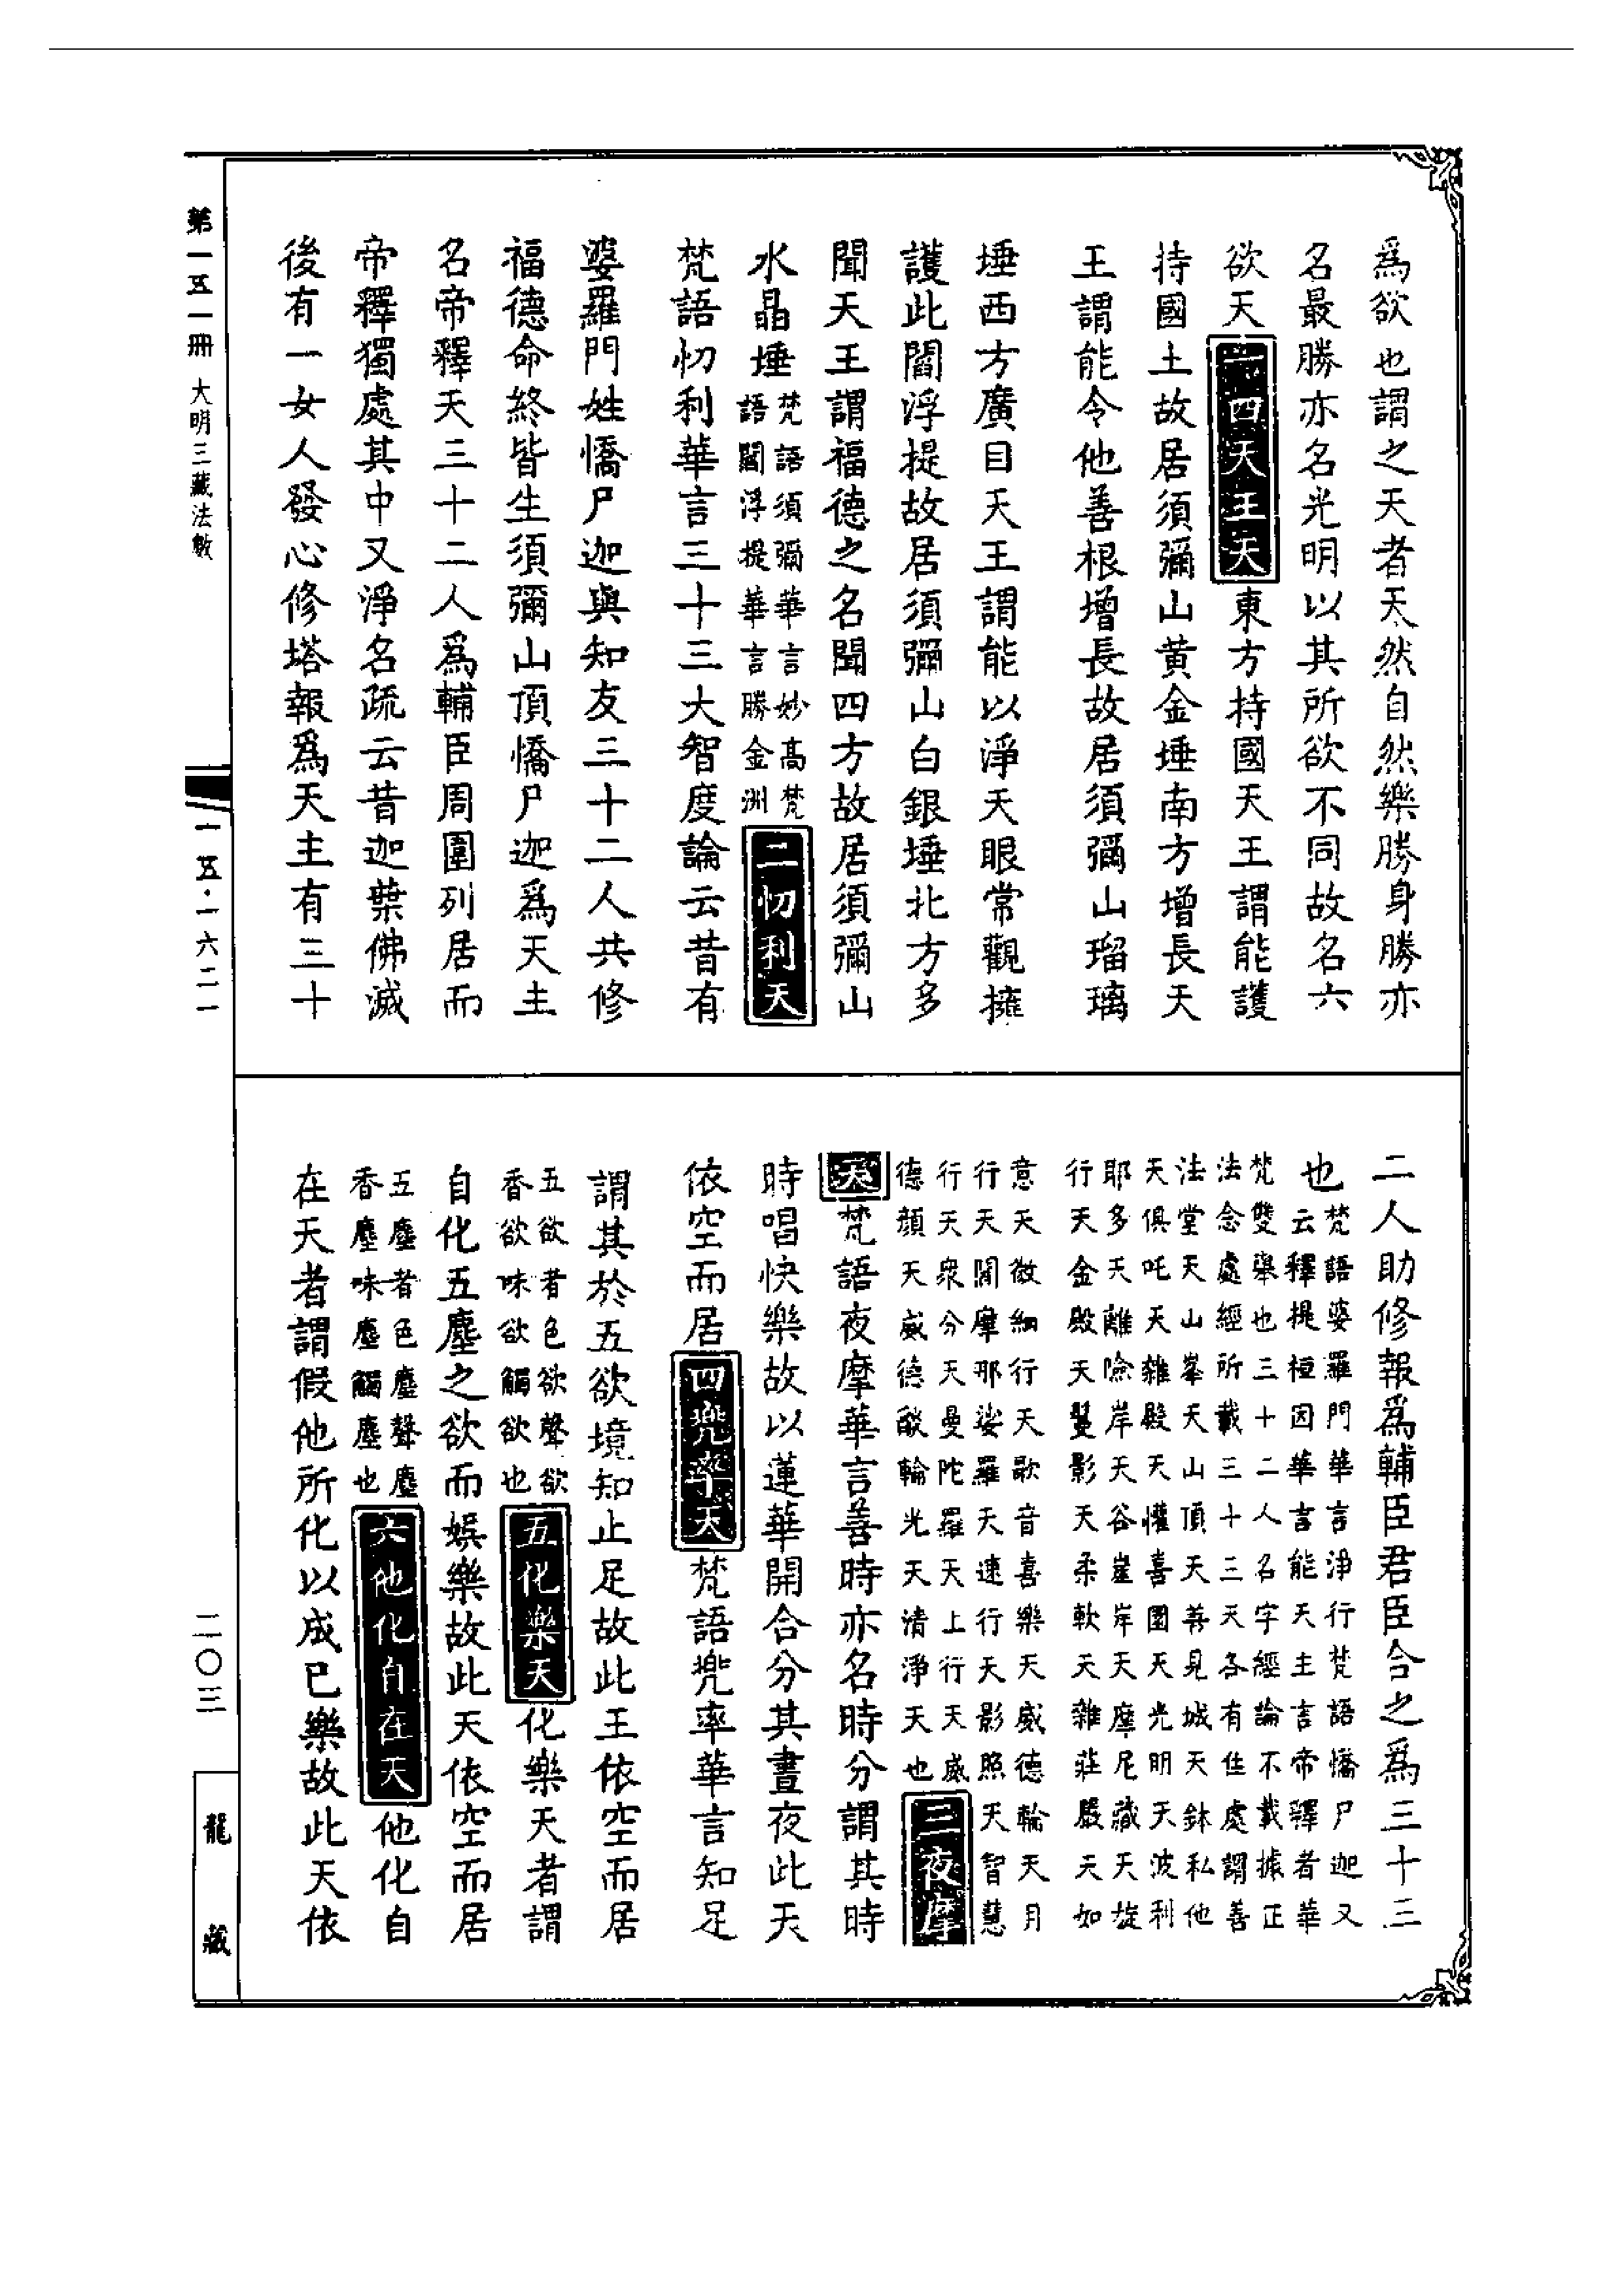 爲欲也謂之天者天然自然樂勝身勝亦
名最勝亦名光明以其所欲不同故名六
欲天一四天王天東方持國天王謂能護
持國土故居須彌山黄金埵南方增長天
王謂能令他善根增長故居須彌山瑠璃
埵西方廣目天王謂能以淨天眼常觀擁
護此閻浮提故居須彌山白銀埵北方多
聞天王謂福德之名聞四方故居須彌山
水晶埵梵語須彌華言妙高梵
語閻浮提華言勝金洲二忉利天
梵語忉利華言三十三大智度論云昔有
婆羅門姓憍尸迦與知友三十二人共修
福德命終皆生須彌山頂憍尸迦爲天主
名帝釋天三十二人爲輔臣周圍列居而
帝釋獨處其中又淨名疏云昔迦葉佛滅
後有一女人發心修塔報爲天主有三十
第一五一冊 大明三藏法數
一五·一六二一
二人助修報爲輔臣君臣合之爲三十三
也梵語婆羅門華言淨行梵語憍尸迦又
云釋提桓因華言能天主言帝釋者華
梵雙舉也三十二人名字經論不載據正
法念處經所載三十三天各有住處謂善
法堂天山峯天山頂天善見城天鉢私他
天俱吒天雜殿天懽喜園天光明天波利
耶多天離險岸天谷崖岸天摩尼藏天旋
行天金殿天鬘影天柔軟天雜莊嚴天如
意天微細行天歌音喜樂天威德輪天月
行天閻摩那娑羅天速行天影照天智慧
行天衆分天曼陀羅天上行天威
德顏天威德𦦨輪光天清淨天也三夜摩
天梵語夜摩華言善時亦名時分謂其時
時唱快樂故以蓮華開合分其晝夜此天
依空而居四兜率天梵語兜率華言知足
謂其於五欲境知止足故此王依空而居
五欲者色欲聲欲
香欲味欲觸欲也五化樂天化樂天者謂
自化五塵之欲而娛樂故此天依空而居
五塵者色塵聲塵
香塵味塵觸塵也六他化自在天他化自
在天者謂假他所化以成已樂故此天依
二〇三
龍藏